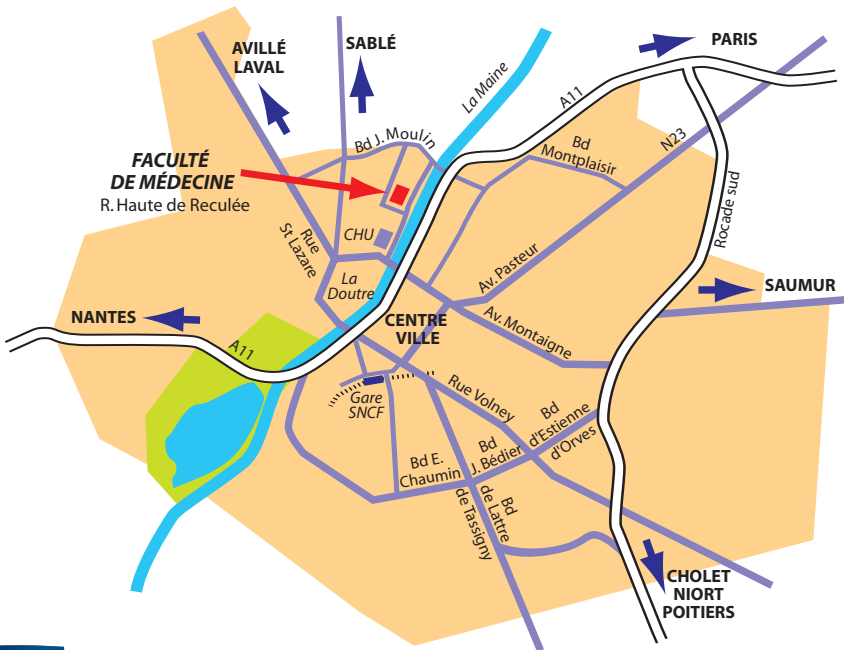 AVILLÉ
LAVAL
SABLÉ
PARIS
La Maine
A11
N23
Bd J. Moulin
Bd
Montplaisir
FACULTÉ
DE MÉDECINE
R. Haute de Reculée
Rue
St Lazare
CHU
Rocade sud
La
Doutre
Av. Pasteur
SAUMUR
NANTES
A11
CENTRE
VILLE
Av. Montaigne
Gare
SNCF
Rue Volney
Bd
d'Estienne
d'Orves
Bd E.
Chaumin
Bd
J. Bédier
Bd
de Lattre
de Tassigny
CHOLET
NIORT
POITIERS